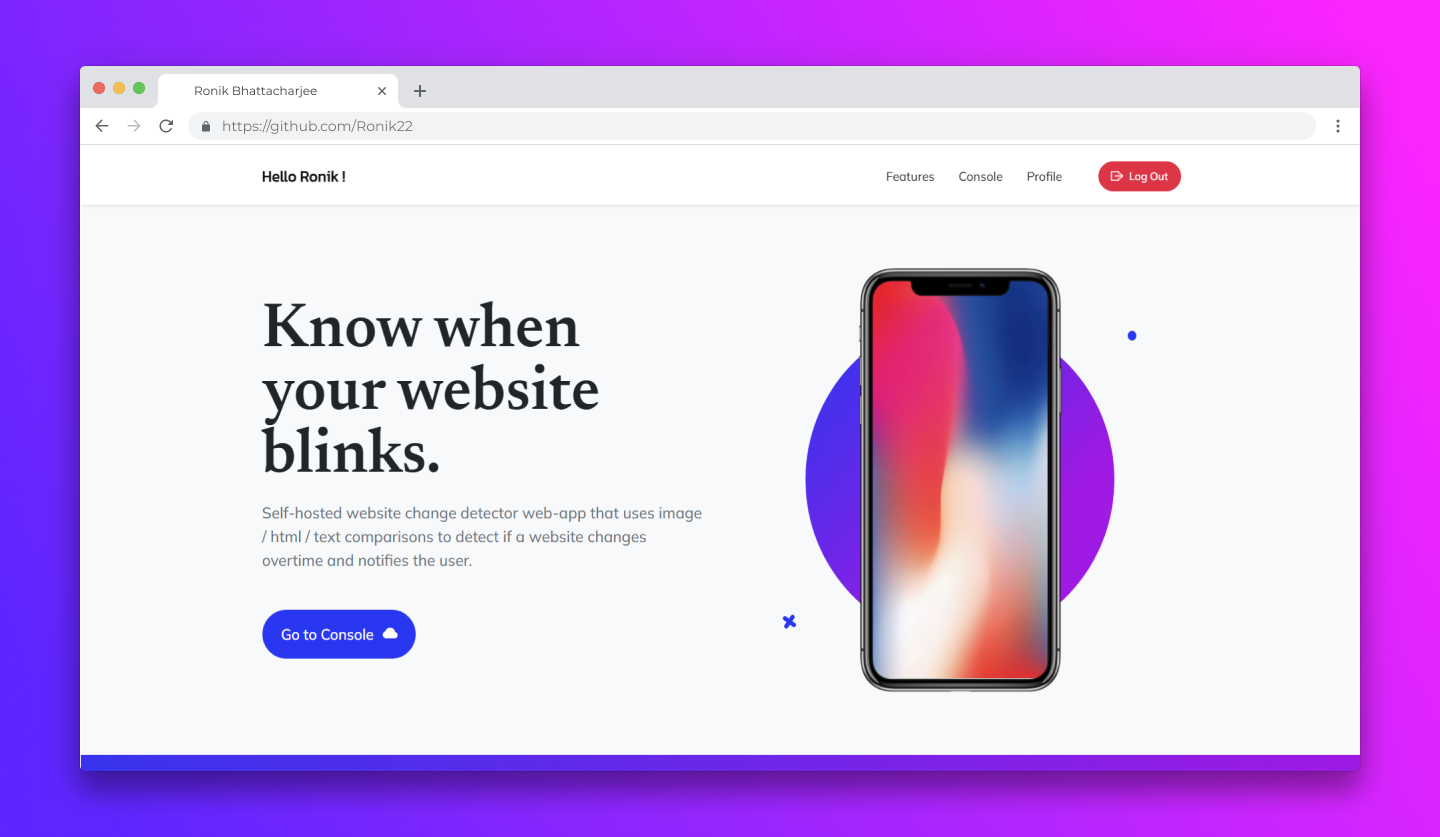 Ronik Bhattacharjee
https://github.com/Ronik22
Hello Ronik !
Features
Console
Profile
Log Out
Know when
your website
blinks.
Self-hosted website change detector web-app that uses image
/ html / text comparisons to detect if a website changes
overtime and notifies the user.
Go to Console